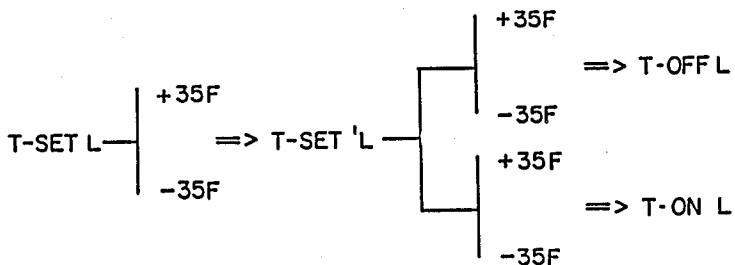 +35F
=> T-OFF L
+35F
-35F
T-SET L
=> T-SET 'L
+35F
-35F
=> T-ON L
-35F